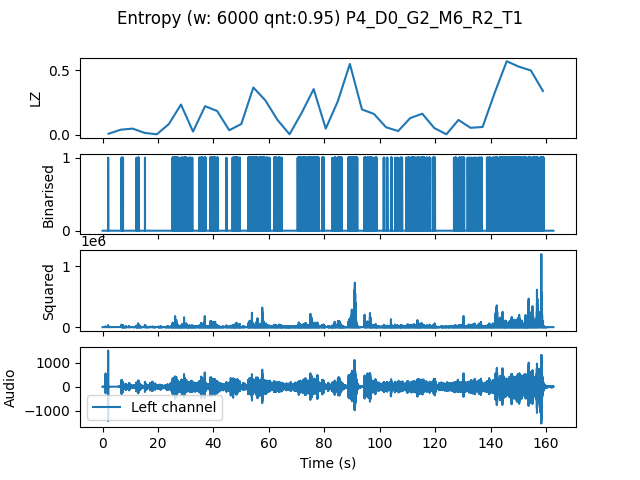 Entropy (w: 6000 qnt:0.95) P4_D0_G2_M6_R2_T1
0.5
0.0
LZ
1
0
Binarised
1e6
1
0
Squared
1000
0
−1000
Audio
Left channel
0 20 40 60 80 100 120 140 160
Time (s)